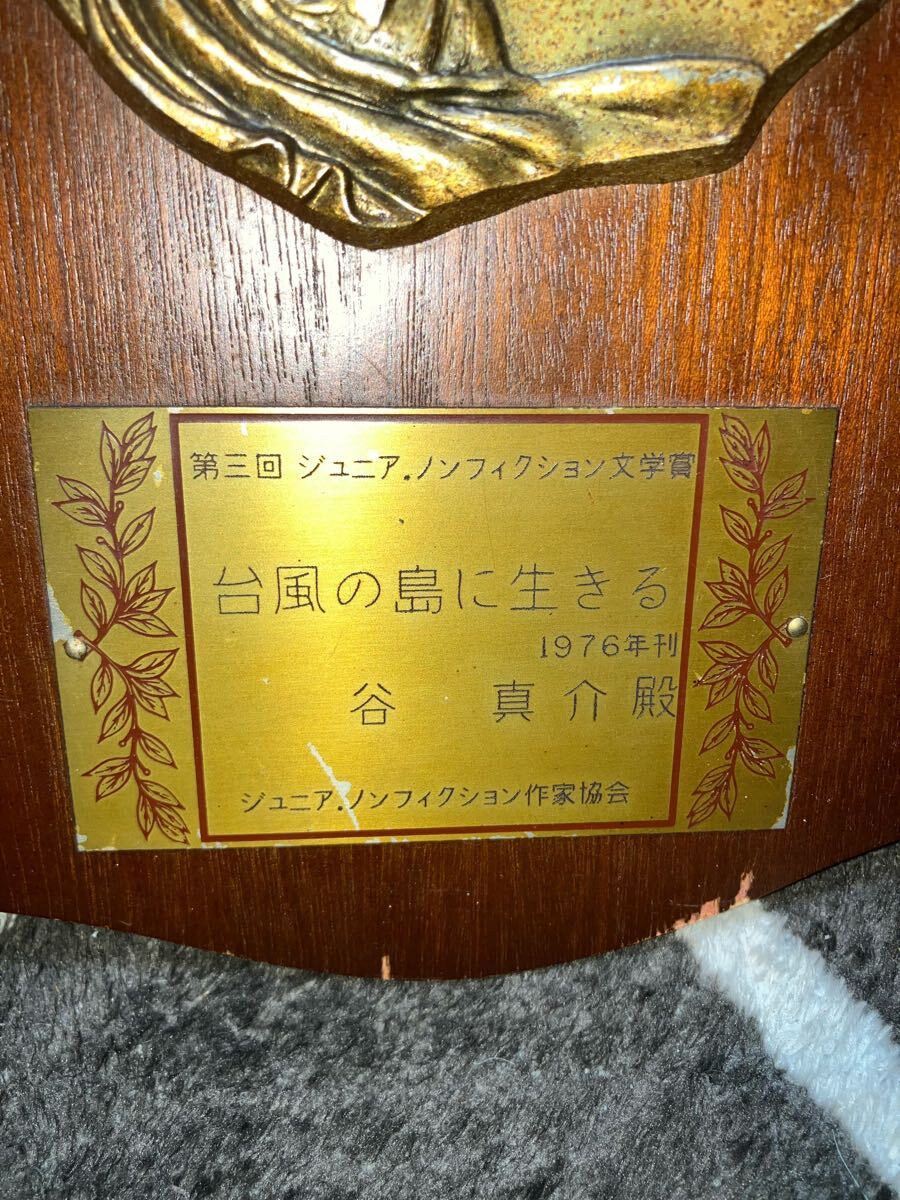 第三回 ジュニア.ノンフィクション文学賞
台風の島に生きる
1976年刊
谷 真介殿
ジュニア.ノンフィクション作家協会